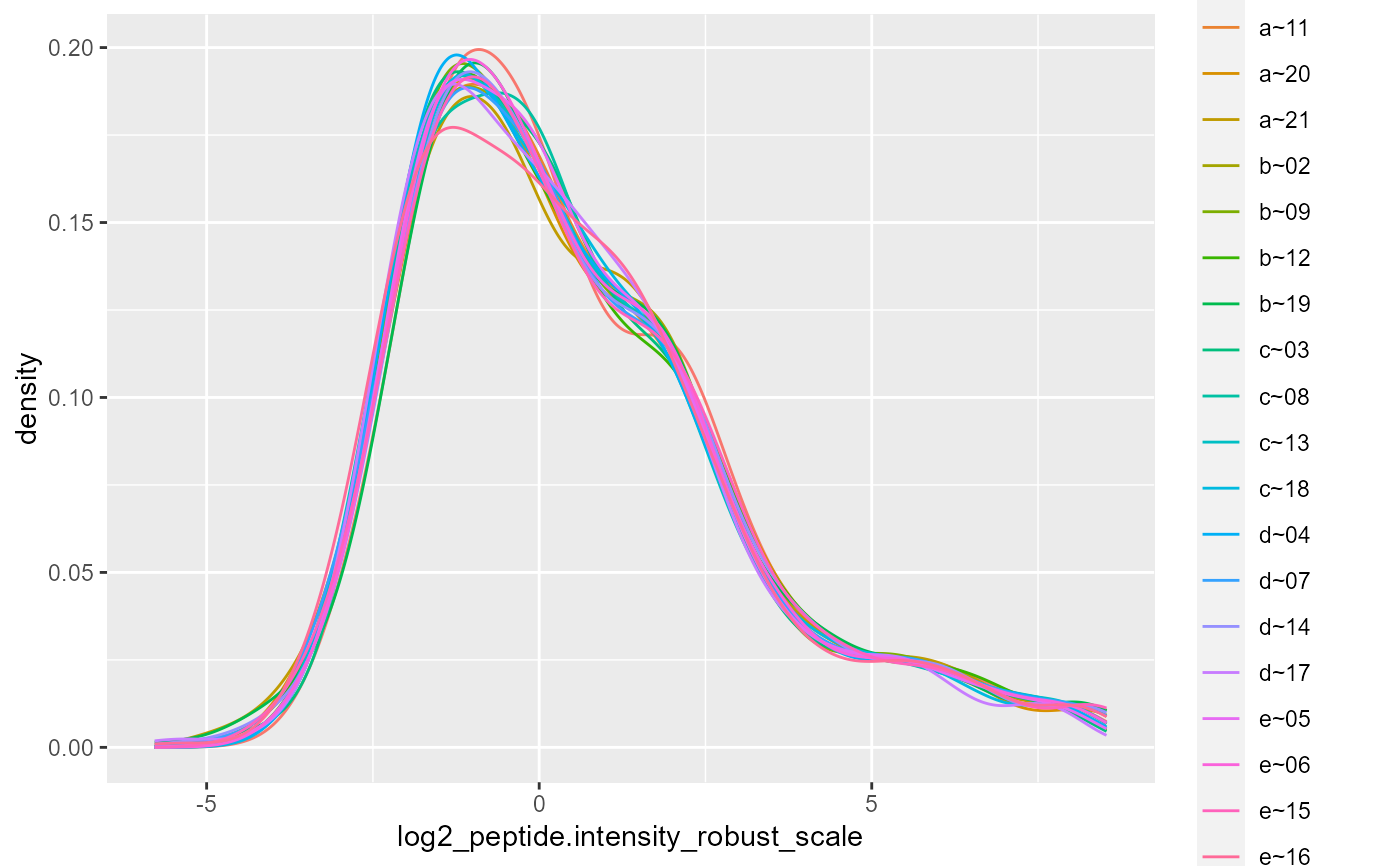 0.20
0.15
0.10
0.05
0.00
density
-5
0
5
log2_peptide.intensity_robust_scale
a~11
a~20
a~21
b~02
b~09
b~12
b~19
c~03
c~08
c~13
c~18
d~04
d~07
d~14
d~17
e~05
e~06
e~15
e~16